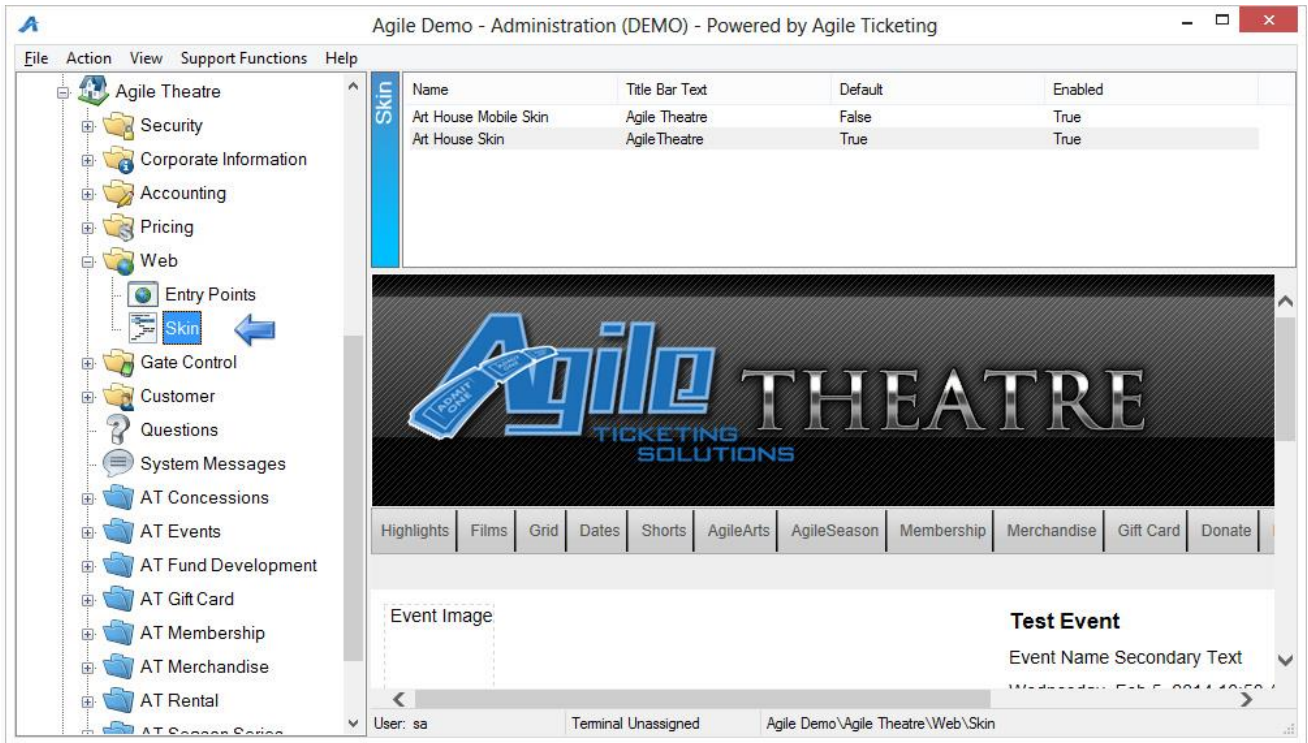 Agile Demo - Administration (DEMO) - Powered by Agile Ticketing
File Action View Support Functions Help
Agile Theatre
Security
Corporate Information
Accounting
Pricing
Web
Entry Points
Skin
Gate Control
Customer
Questions
System Messages
AT Concessions
AT Events
AT Fund Development
AT Gift Card
AT Membership
AT Merchandise
AT Rental
AT Season Series
Skin
Name Title Bar Text Default Enabled
Art House Mobile Skin Agile Theatre False True
Art House Skin AgileTheatre True True
Agile THEATRE
ADMIT ONE
TICKETING
SOLUTIONS
Highlights Films Grid Dates Shorts AgileArts AgileSeason Membership Merchandise Gift Card Donate
Event Image
Test Event
Event Name Secondary Text
User: sa Terminal Unassigned Agile Demo\Agile Theatre\Web\Skin